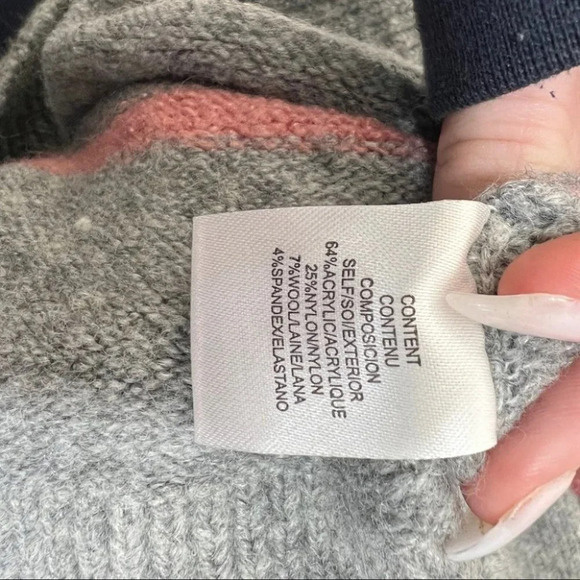 CONTENT
CONTENU
COMPOSICION
SELF/SOI/EXTERIOR
64%ACRYLIC/ACRYLIQUE
25%NYLON/NYLON
7%WOOL/LAINE/LANA
4%SPANDEX/ELASTANO